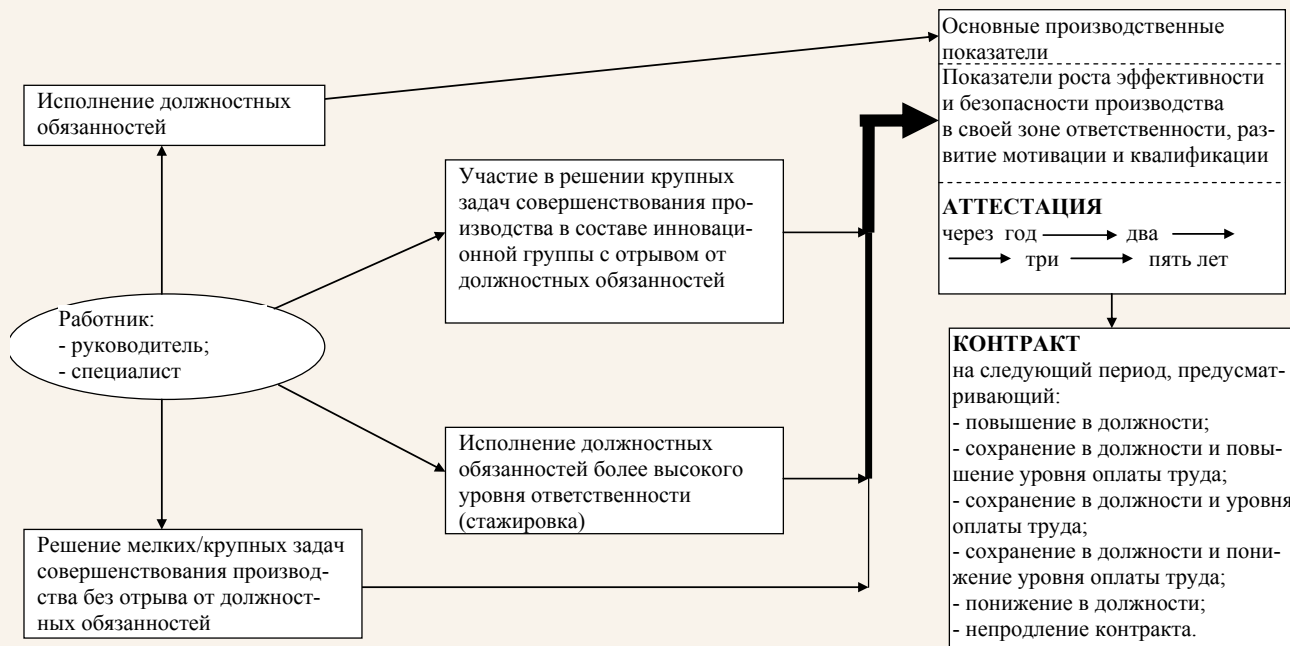 Основные производственные
показатели
Показатели роста эффективности
и безопасности производства
в своей зоне ответственности, раз-
витие мотивации и квалификации
АТТЕСТАЦИЯ
через год два
три пять лет
Исполнение должностных
обязанностей
Участие в решении крупных
задач совершенствования про-
изводства в составе инноваци-
онной группы с отрывом от
должностных обязанностей
Работник:
- руководитель;
- специалист
КОНТРАКТ
на следующий период, предусмат-
ривающий:
- повышение в должности;
- сохранение в должности и повы-
шение уровня оплаты труда;
- сохранение в должности и уровня
оплаты труда;
- сохранение в должности и пони-
жение уровня оплаты труда;
- понижение в должности;
- непродление контракта.
Исполнение должностных
обязанностей более высокого
уровня ответственности
(стажировка)
Решение мелких/крупных задач
совершенствования производ-
ства без отрыва от должност-
ных обязанностей